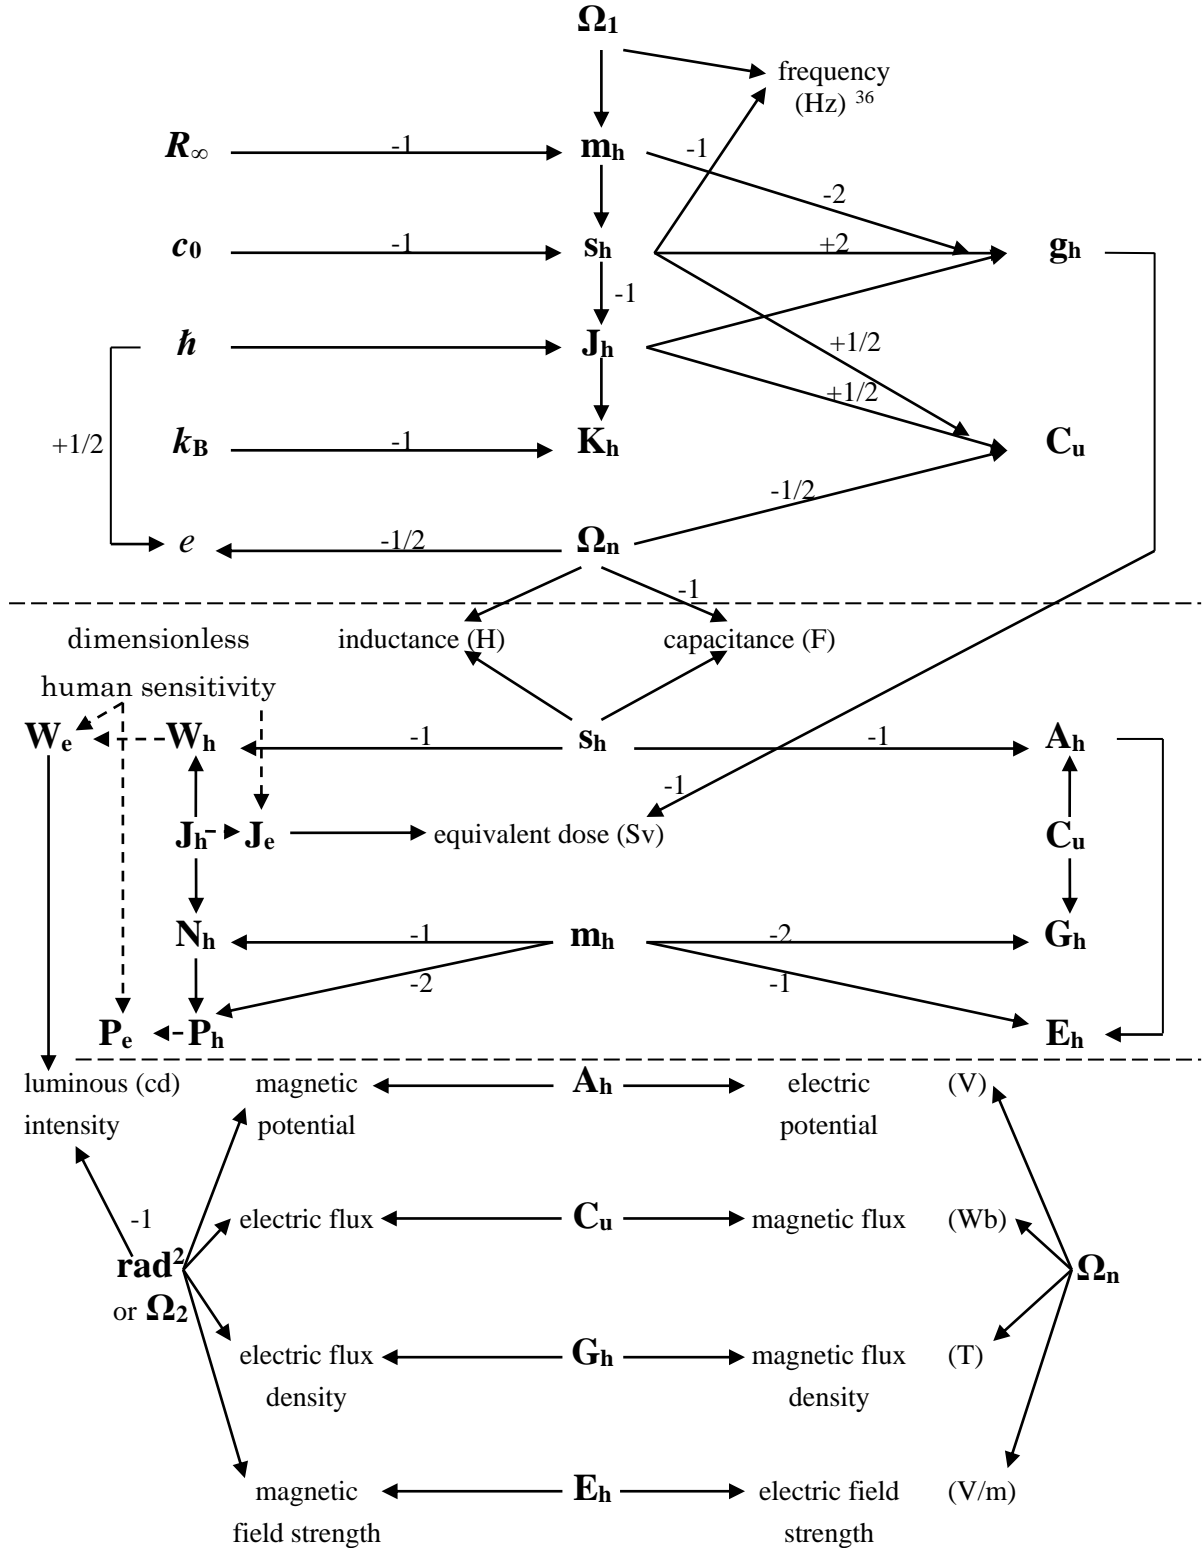 Ω1
frequency
(Hz) 36
R∞ -1 mh -1
-2
c0 -1 sh +2 gh
-1
ħ Jh +1/2
+1/2
+1/2 kB -1 Kh Cu
-1/2
e -1/2 Ωn
-1
dimensionless inductance (H) capacitance (F)
human sensitivity
We Wh -1 sh -1 Ah
-1
Jh Je equivalent dose (Sv) Cu
Nh -1 mh -2 Gh
-2 -1
Pe Ph Eh
luminous (cd) magnetic Ah electric (V)
intensity potential potential
-1 electric flux Cu magnetic flux (Wb)
rad2 Ωn
or Ω2
electric flux Gh magnetic flux (T)
density density
magnetic Eh electric field (V/m)
field strength strength